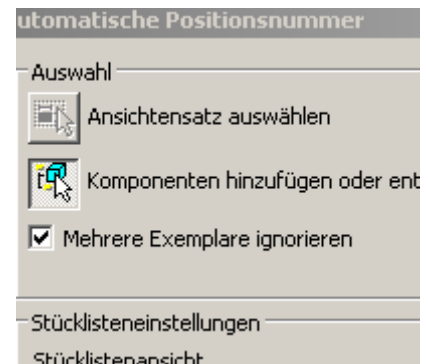 utomatische Positionsnummer
Auswahl
Ansichtensatz auswählen
Komponenten hinzufügen oder ent
Mehrere Exemplare ignorieren
Stücklisteneinstellungen
Stücklistenansicht